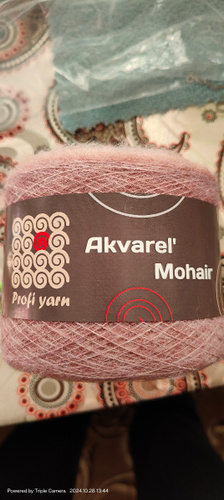 Akvarel'
Mohair
Profi yarn
Powered by Triple Camera 2024.10.28 13:44